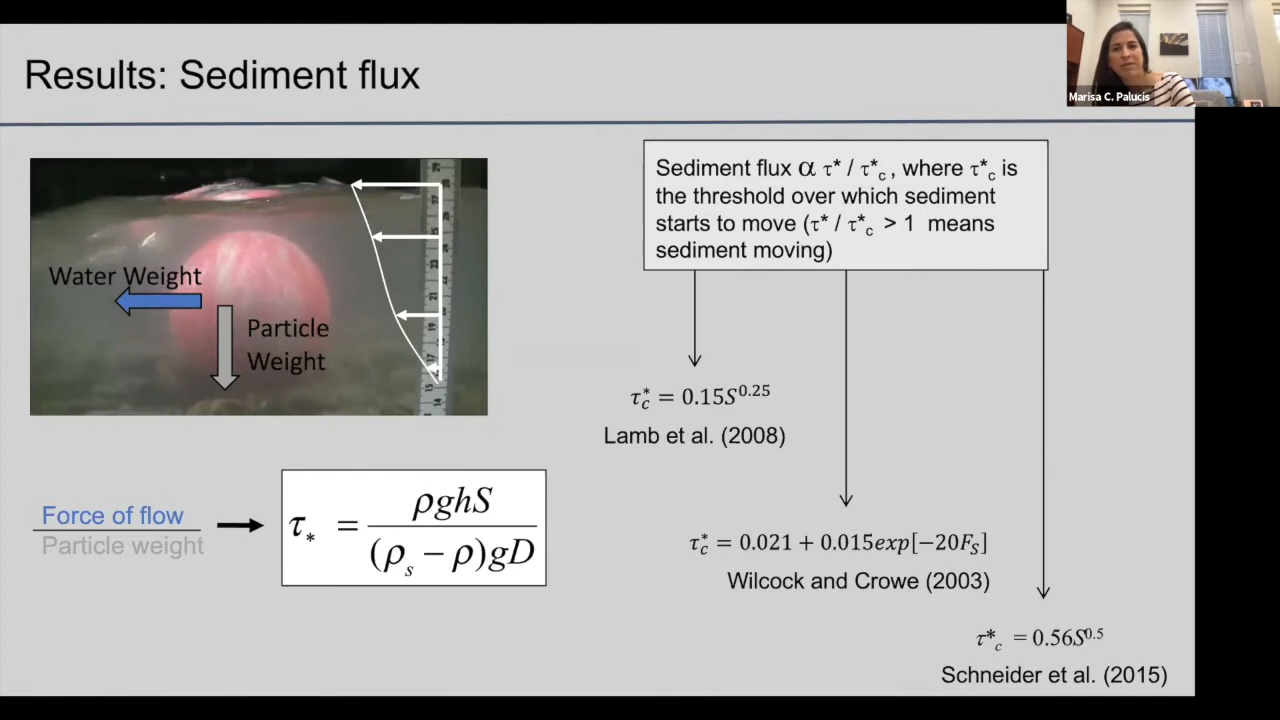 Results: Sediment flux
Marisa C. Palucis
Water Weight
Particle
Weight
Sediment flux α τ* / τ*c, where τ*c is
the threshold over which sediment
starts to move (τ* / τ*c > 1 means
sediment moving)
τ*c = 0.15S^0.25
Lamb et al. (2008)
Force of flow
Particle weight
τ* = ρghS / (ρs − ρ)gD
τ*c = 0.021 + 0.015exp[−20FS]
Wilcock and Crowe (2003)
τ*c = 0.56S^0.5
Schneider et al. (2015)